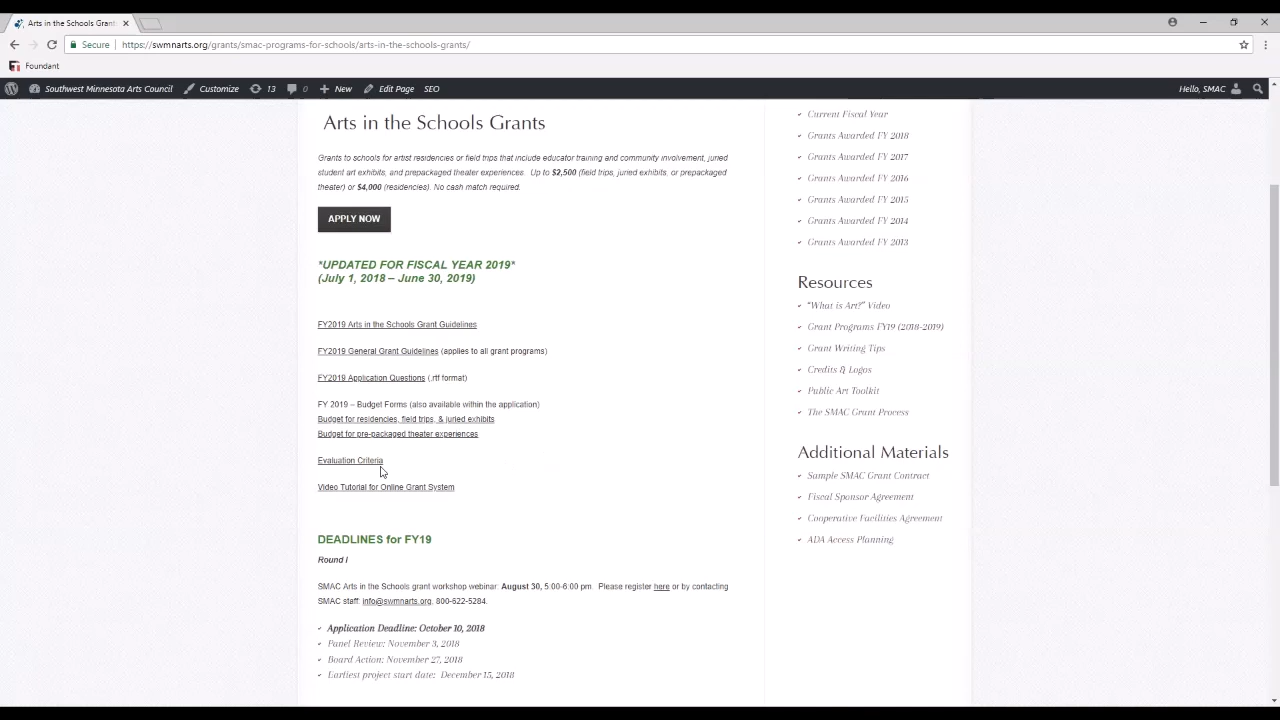 Arts in the Schools Grants
Secure https://swmnarts.org/grants/smac-programs-for-schools/arts-in-the-schools-grants/
Foundant
Southwest Minnesota Arts Council Customize 13 0 New Edit Page SEO Hello, SMAC
Arts in the Schools Grants
Grants to schools for artist residencies or field trips that include educator training and community involvement, juried
student art exhibits, and prepackaged theater experiences. Up to $2,500 (field trips, juried exhibits, or prepackaged
theater) or $4,000 (residencies). No cash match required.
APPLY NOW
*UPDATED FOR FISCAL YEAR 2019*
(July 1, 2018 – June 30, 2019)
FY2019 Arts in the Schools Grant Guidelines
FY2019 General Grant Guidelines (applies to all grant programs)
FY2019 Application Questions (.rtf format)
FY 2019 – Budget Forms (also available within the application)
Budget for residencies, field trips, & juried exhibits
Budget for pre-packaged theater experiences
Evaluation Criteria
Video Tutorial for Online Grant System
DEADLINES for FY19
Round I
SMAC Arts in the Schools grant workshop webinar: August 30, 5:00-6:00 pm. Please register here or by contacting
SMAC staff: info@swmnarts.org, 800-622-5284.
Application Deadline: October 10, 2018
Panel Review: November 3, 2018
Board Action: November 27, 2018
Earliest project start date: December 15, 2018
Current Fiscal Year
Grants Awarded FY 2018
Grants Awarded FY 2017
Grants Awarded FY 2016
Grants Awarded FY 2015
Grants Awarded FY 2014
Grants Awarded FY 2013
Resources
"What is Art?" Video
Grant Programs FY19 (2018-2019)
Grant Writing Tips
Credits & Logos
Public Art Toolkit
The SMAC Grant Process
Additional Materials
Sample SMAC Grant Contract
Fiscal Sponsor Agreement
Cooperative Facilities Agreement
ADA Access Planning